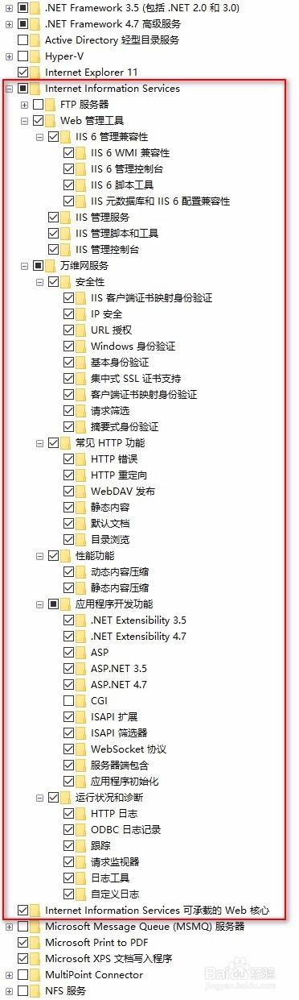 .NET Framework 3.5 (包括 .NET 2.0 和 3.0)
.NET Framework 4.7 高级服务
Active Directory 轻型目录服务
Hyper-V
Internet Explorer 11
Internet Information Services
FTP 服务器
Web 管理工具
IIS 6 管理兼容性
IIS 6 WMI 兼容性
IIS 6 管理控制台
IIS 6 脚本工具
IIS 元数据库和 IIS 6 配置兼容性
IIS 管理服务
IIS 管理脚本和工具
IIS 管理控制台
万维网服务
安全性
IIS 客户端证书映射身份验证
IP 安全
URL 授权
Windows 身份验证
基本身份验证
集中式 SSL 证书支持
客户端证书映射身份验证
请求筛选
摘要式身份验证
常见 HTTP 功能
HTTP 错误
HTTP 重定向
WebDAV 发布
静态内容
默认文档
目录浏览
性能功能
动态内容压缩
静态内容压缩
应用程序开发功能
.NET Extensibility 3.5
.NET Extensibility 4.7
ASP
ASP.NET 3.5
ASP.NET 4.7
CGI
ISAPI 扩展
ISAPI 筛选器
WebSocket 协议
服务器端包含
应用程序初始化
运行状况和诊断
HTTP 日志
ODBC 日志记录
跟踪
请求监视器
日志工具
自定义日志
Internet Information Services 可承载的 Web 核心
Microsoft Message Queue (MSMQ) 服务器
Microsoft Print to PDF
Microsoft XPS 文档写入程序
MultiPoint Connector
NFS 服务
Baidu 经验
jingyan.baidu.com